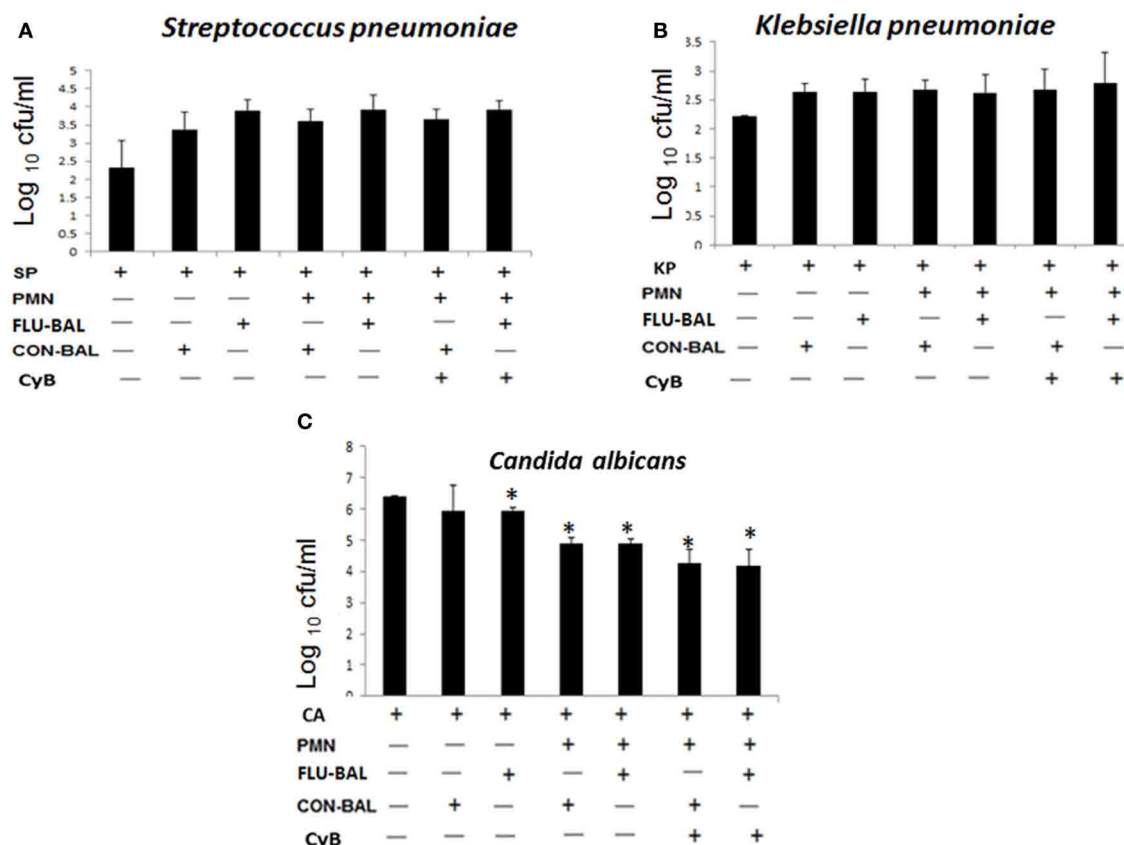 A
Streptococcus pneumoniae
Log 10 cfu/ml
5
4.5
4
3.5
3
2.5
2
1.5
1
0.5
0
SP + + + + + + +
PMN — — — + + + +
FLU-BAL — — + — + — +
CON-BAL — + — + — + —
CyB — — — — — + +
B
Klebsiella pneumoniae
Log 10 cfu/ml
3.5
3
2.5
2
1.5
1
0.5
0
KP + + + + + + +
PMN — — — + + + +
FLU-BAL — — + — + — +
CON-BAL — + — + — + —
CyB — — — — — + +
C
Candida albicans
Log 10 cfu/ml
8
7
6
5
4
3
2
1
0
* * * * *
CA + + + + + + +
PMN — — — + + + +
FLU-BAL — — + — + — +
CON-BAL — + — + — + —
CyB — — — — — + +